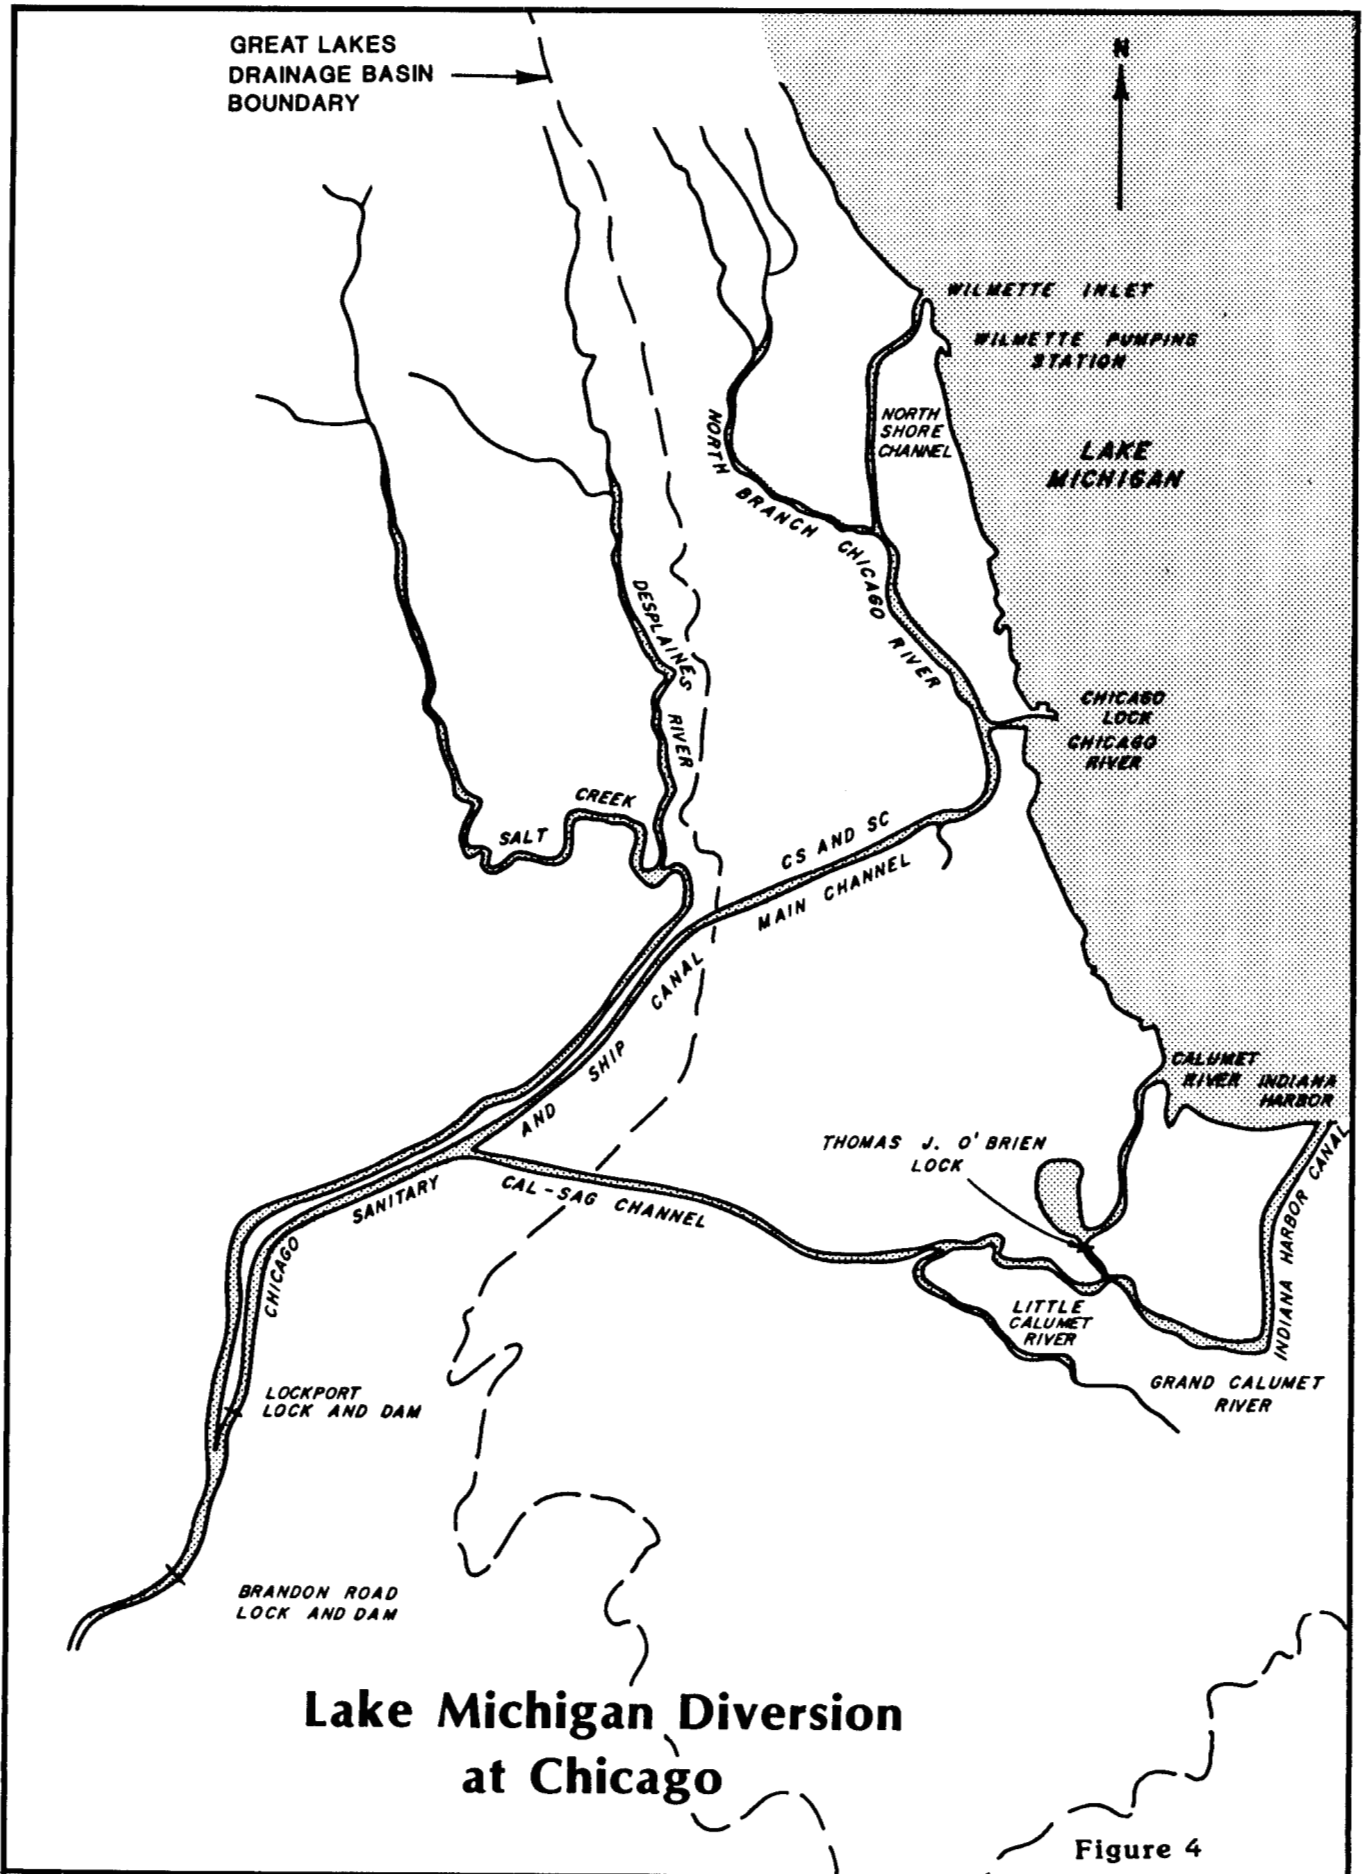 GREAT LAKES
DRAINAGE BASIN
BOUNDARY
N
WILMETTE INLET
WILMETTE PUMPING
STATION
NORTH
SHORE
CHANNEL
LAKE
MICHIGAN
NORTH BRANCH CHICAGO RIVER
DESPLAINES RIVER
CHICAGO
LOCK
CHICAGO
RIVER
SALT CREEK
CS AND SC
MAIN CHANNEL
CHICAGO SANITARY AND SHIP CANAL
CALUMET
RIVER
INDIANA
HARBOR
THOMAS J. O'BRIEN
LOCK
CAL-SAG CHANNEL
INDIANA HARBOR CANAL
LITTLE
CALUMET
RIVER
GRAND CALUMET
RIVER
LOCKPORT
LOCK AND DAM
BRANDON ROAD
LOCK AND DAM
Lake Michigan Diversion
at Chicago
Figure 4